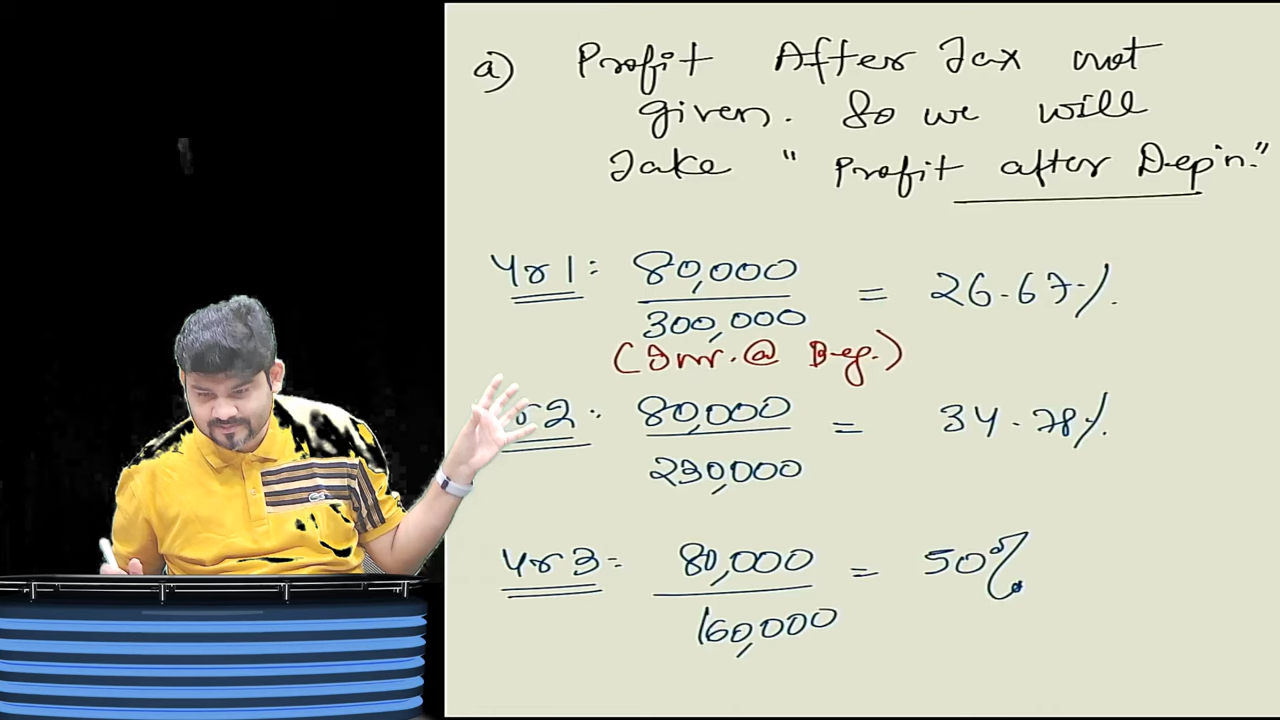 a) Profit After Tax not
given. So we will
Take "Profit after Dep'n."
Yr 1: 80,000
300,000
= 26.67%
(Inv. @ Beg.)
Yr 2: 80,000
230,000
= 34.78%
Yr 3: 80,000
160,000
= 50%